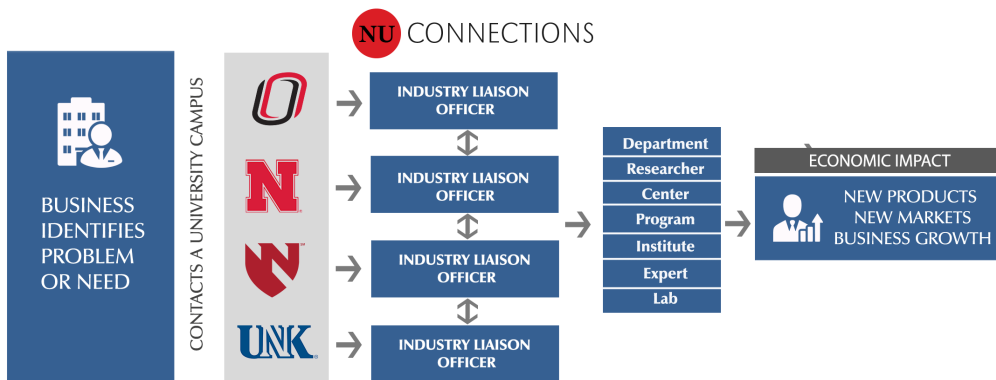 NU CONNECTIONS
BUSINESS
IDENTIFIES
PROBLEM
OR NEED
CONTACTS A UNIVERSITY CAMPUS
O
N
N
UNK
INDUSTRY LIAISON
OFFICER
INDUSTRY LIAISON
OFFICER
INDUSTRY LIAISON
OFFICER
INDUSTRY LIAISON
OFFICER
Department
Researcher
Center
Program
Institute
Expert
Lab
ECONOMIC IMPACT
NEW PRODUCTS
NEW MARKETS
BUSINESS GROWTH